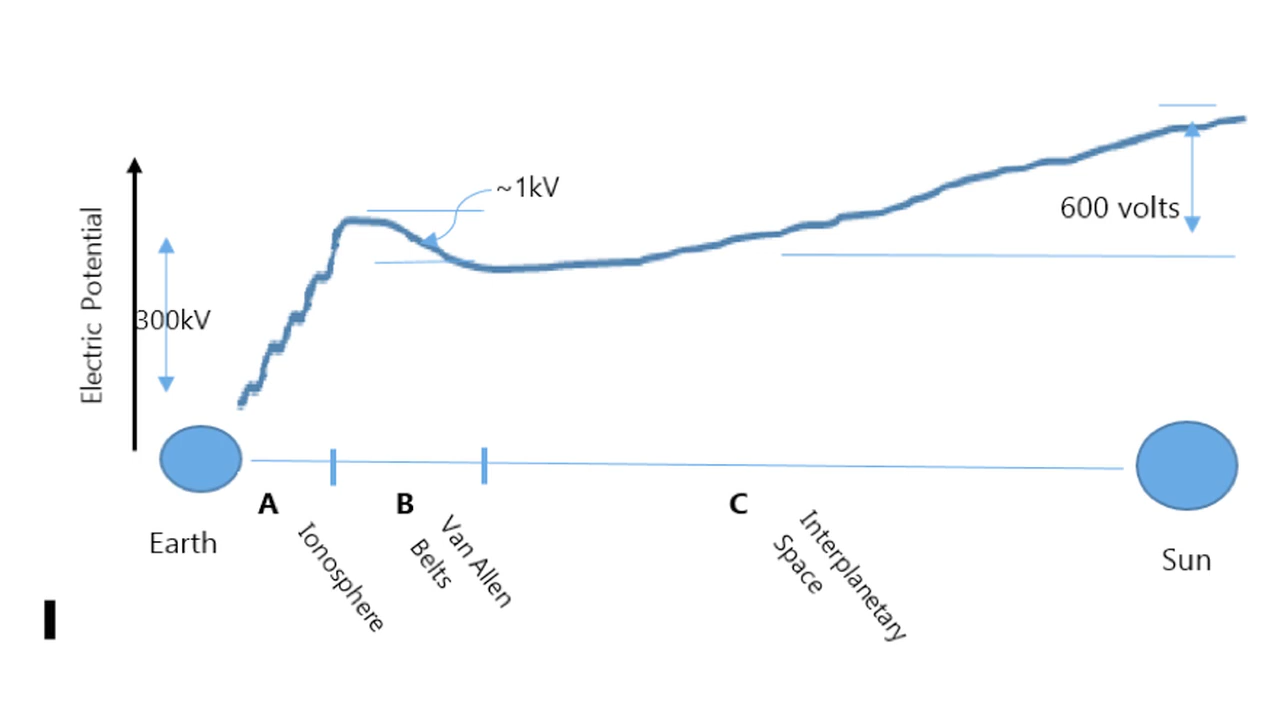 ~1kV
600 volts
Electric Potential
300kV
A
B
C
Earth
Ionosphere
Van Allen
Belts
Interplanetary
Space
Sun
I